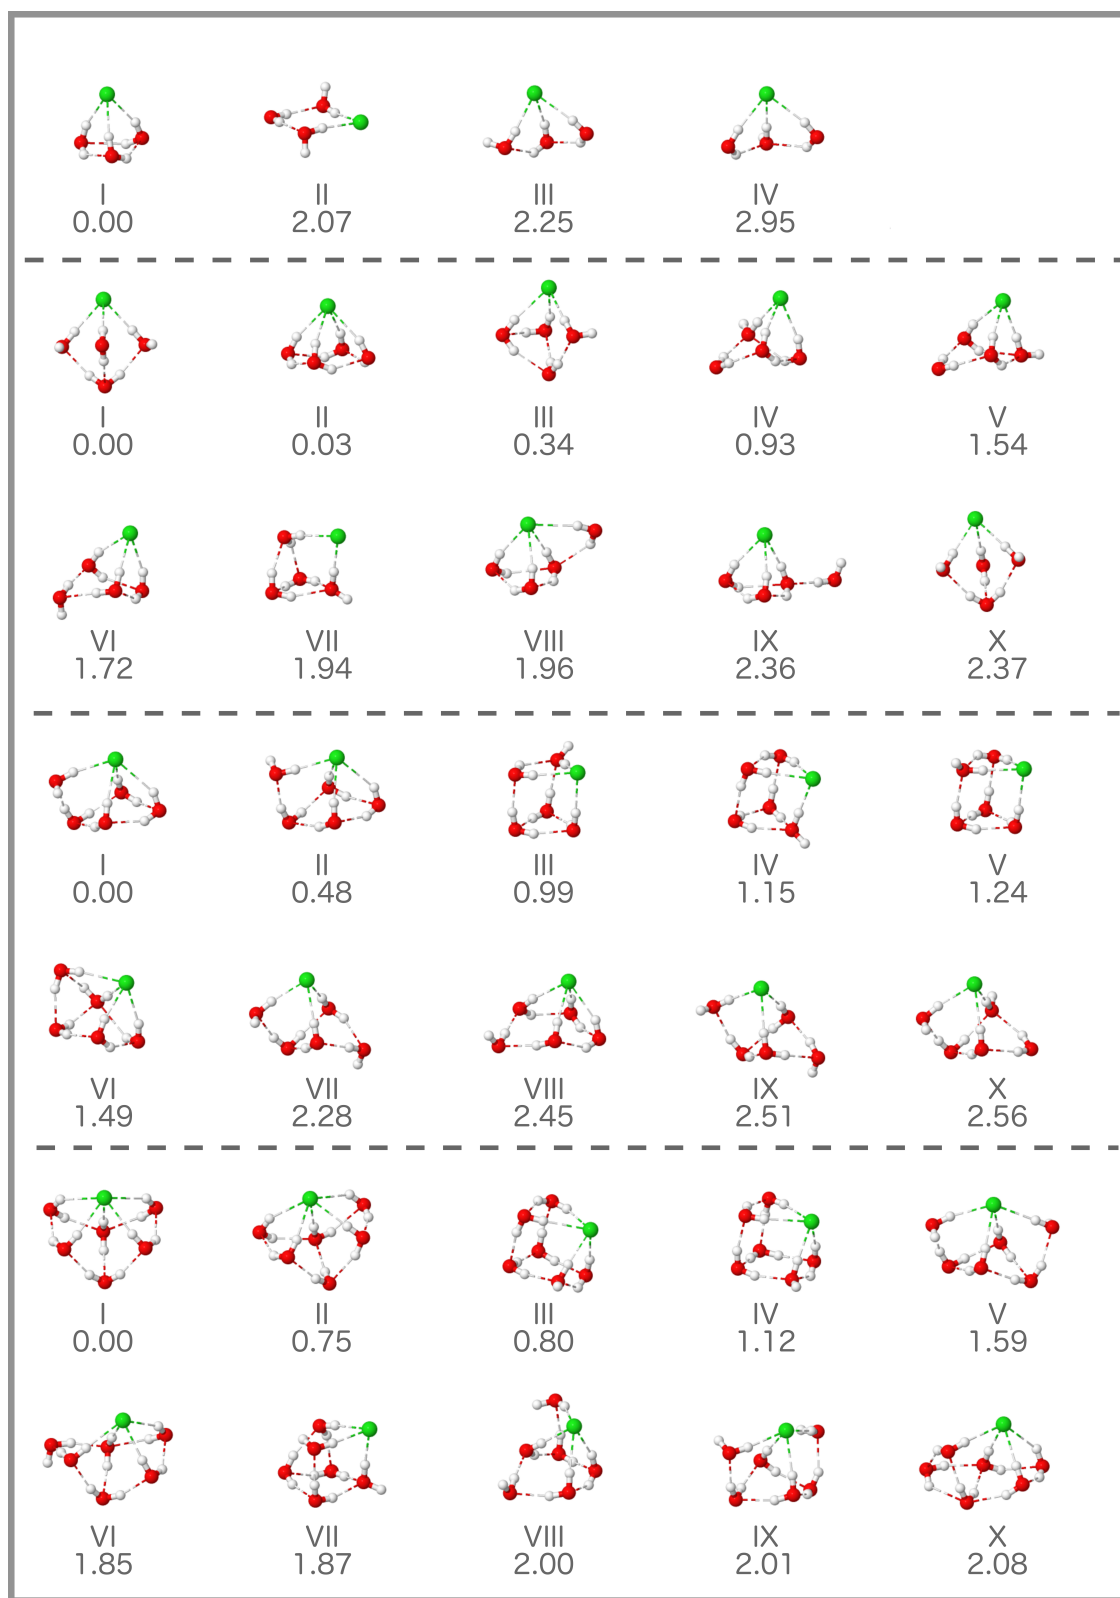 I II III IV
0.00 2.07 2.25 2.95
I II III IV V
0.00 0.03 0.34 0.93 1.54
VI VII VIII IX X
1.72 1.94 1.96 2.36 2.37
I II III IV V
0.00 0.48 0.99 1.15 1.24
VI VII VIII IX X
1.49 2.28 2.45 2.51 2.56
I II III IV V
0.00 0.75 0.80 1.12 1.59
VI VII VIII IX X
1.85 1.87 2.00 2.01 2.08